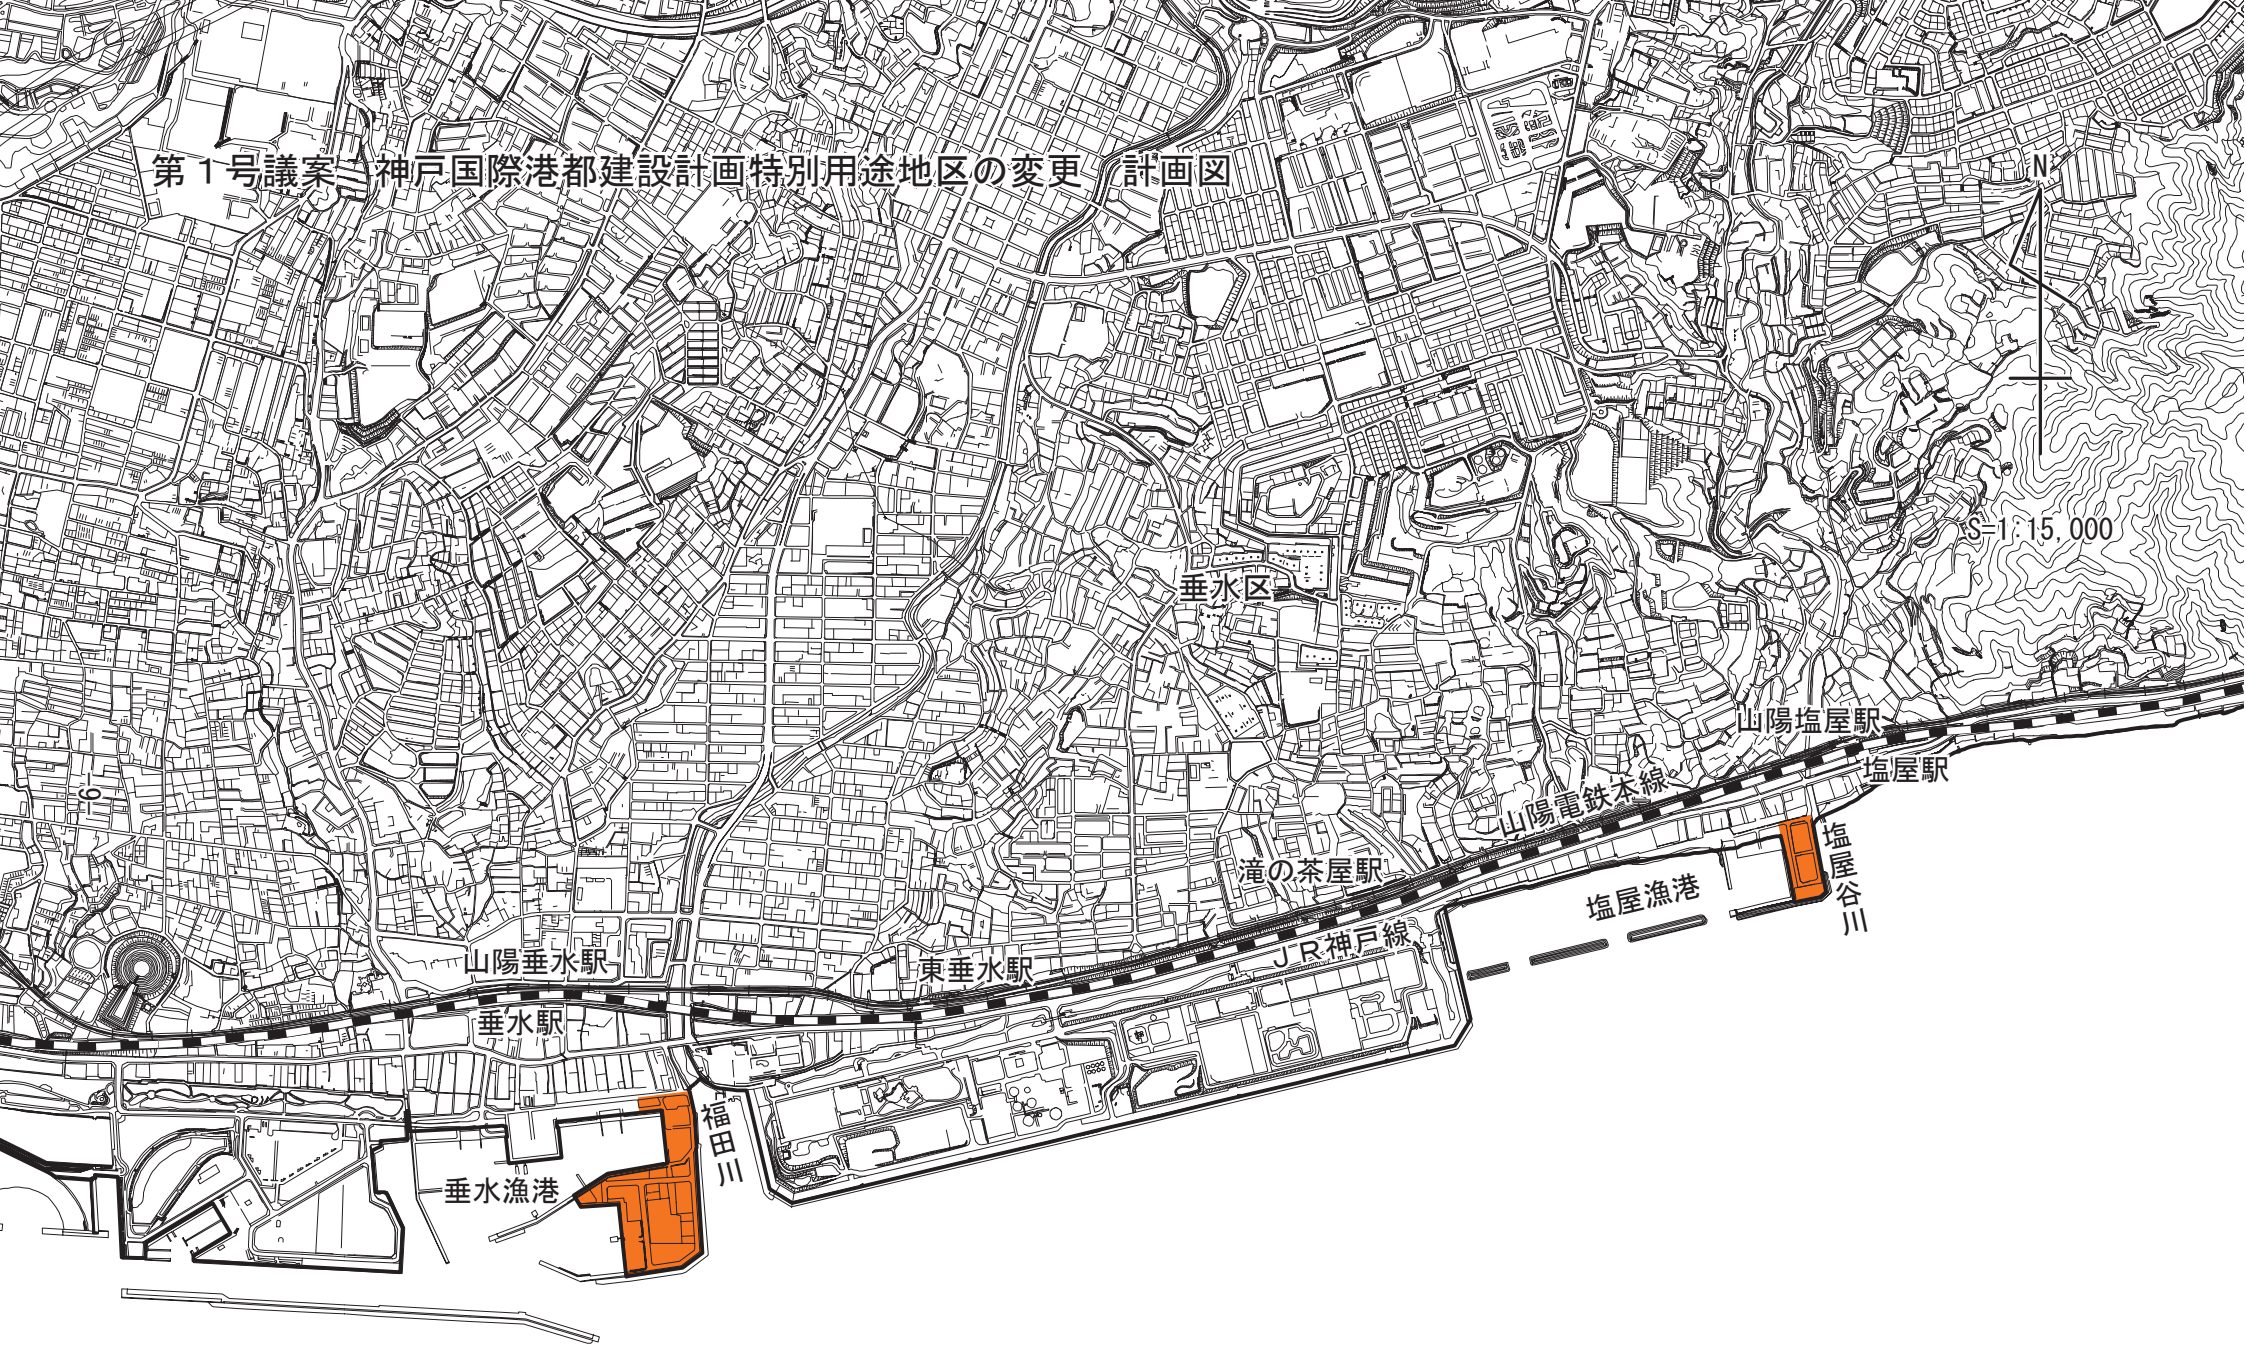 第１号議案　神戸国際港都建設計画特別用途地区の変更　計画図
N
S=1:15,000
垂水区
山陽塩屋駅
塩屋駅
山陽電鉄本線
-9-
塩屋谷川
滝の茶屋駅
塩屋漁港
ＪＲ神戸線
山陽垂水駅
東垂水駅
垂水駅
福田川
垂水漁港